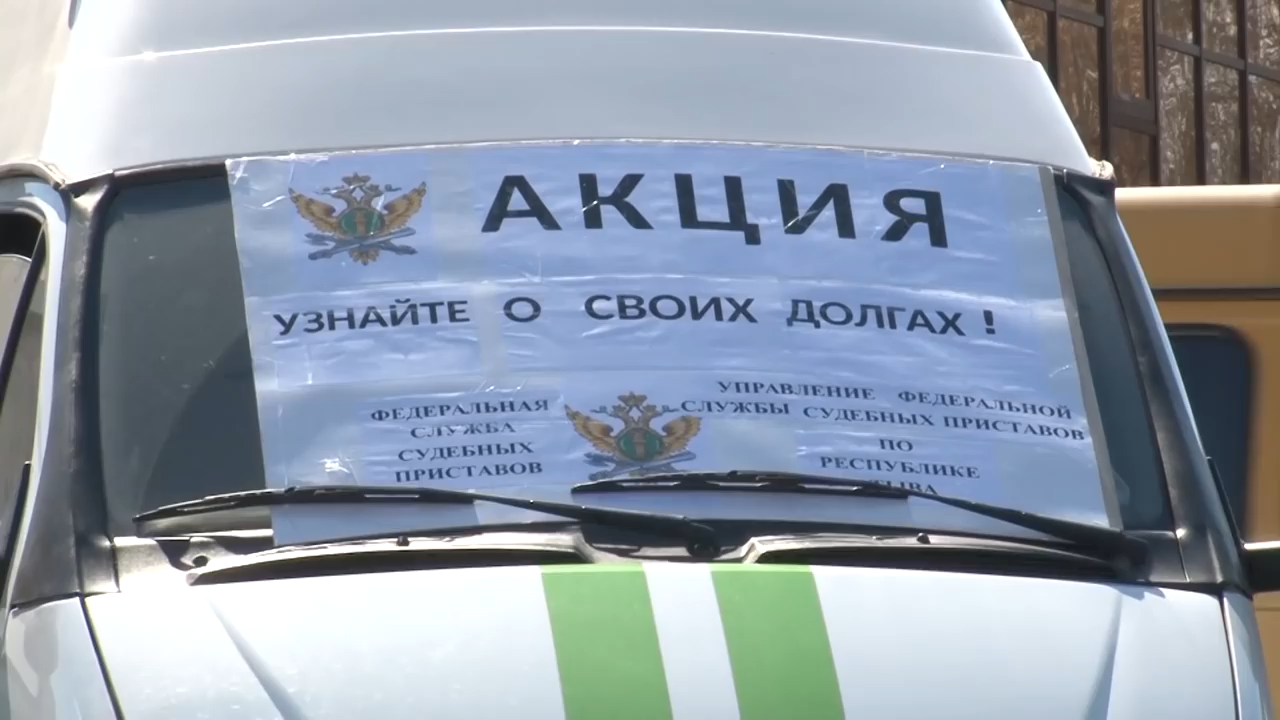 АКЦИЯ
УЗНАЙТЕ О СВОИХ ДОЛГАХ !
ФЕДЕРАЛЬНАЯ
СЛУЖБА
СУДЕБНЫХ
ПРИСТАВОВ
УПРАВЛЕНИЕ ФЕДЕРАЛЬНОЙ
СЛУЖБЫ СУДЕБНЫХ ПРИСТАВОВ
ПО
РЕСПУБЛИКЕ